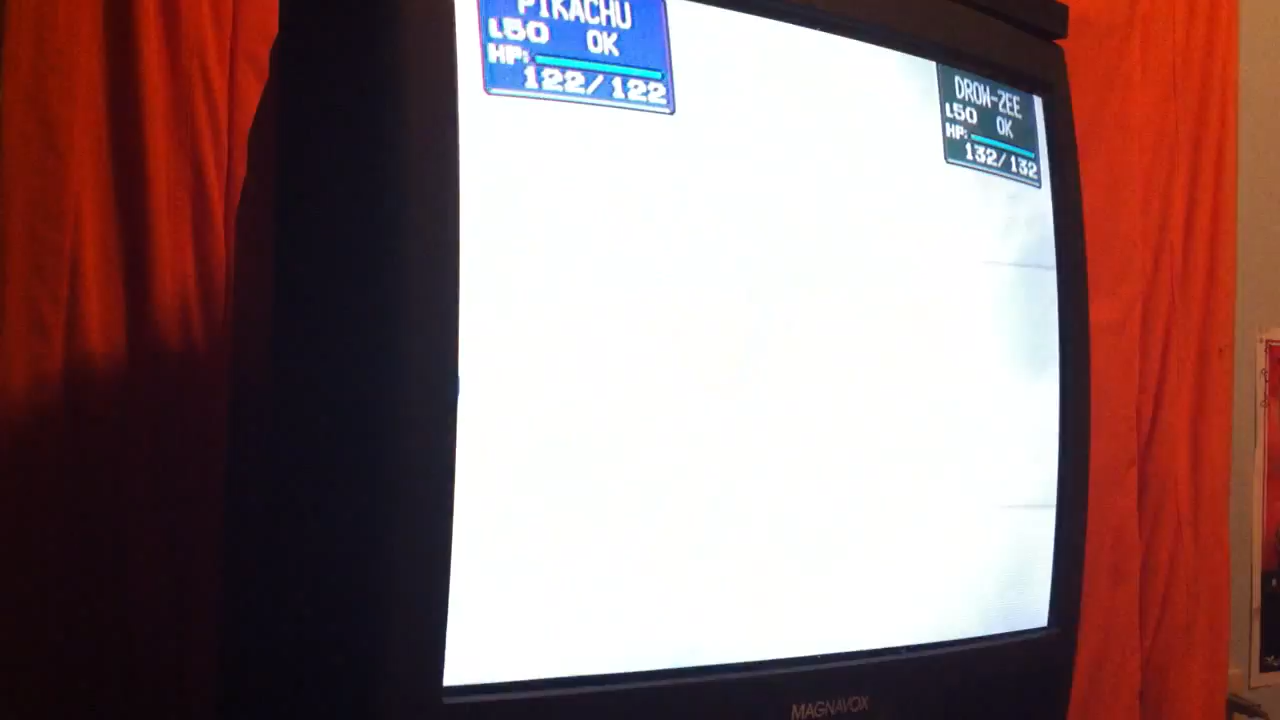 PIKACHU
L50 OK
HP:
122/122
DROW-ZEE
L50 OK
HP:
132/132
MAGNAVOX